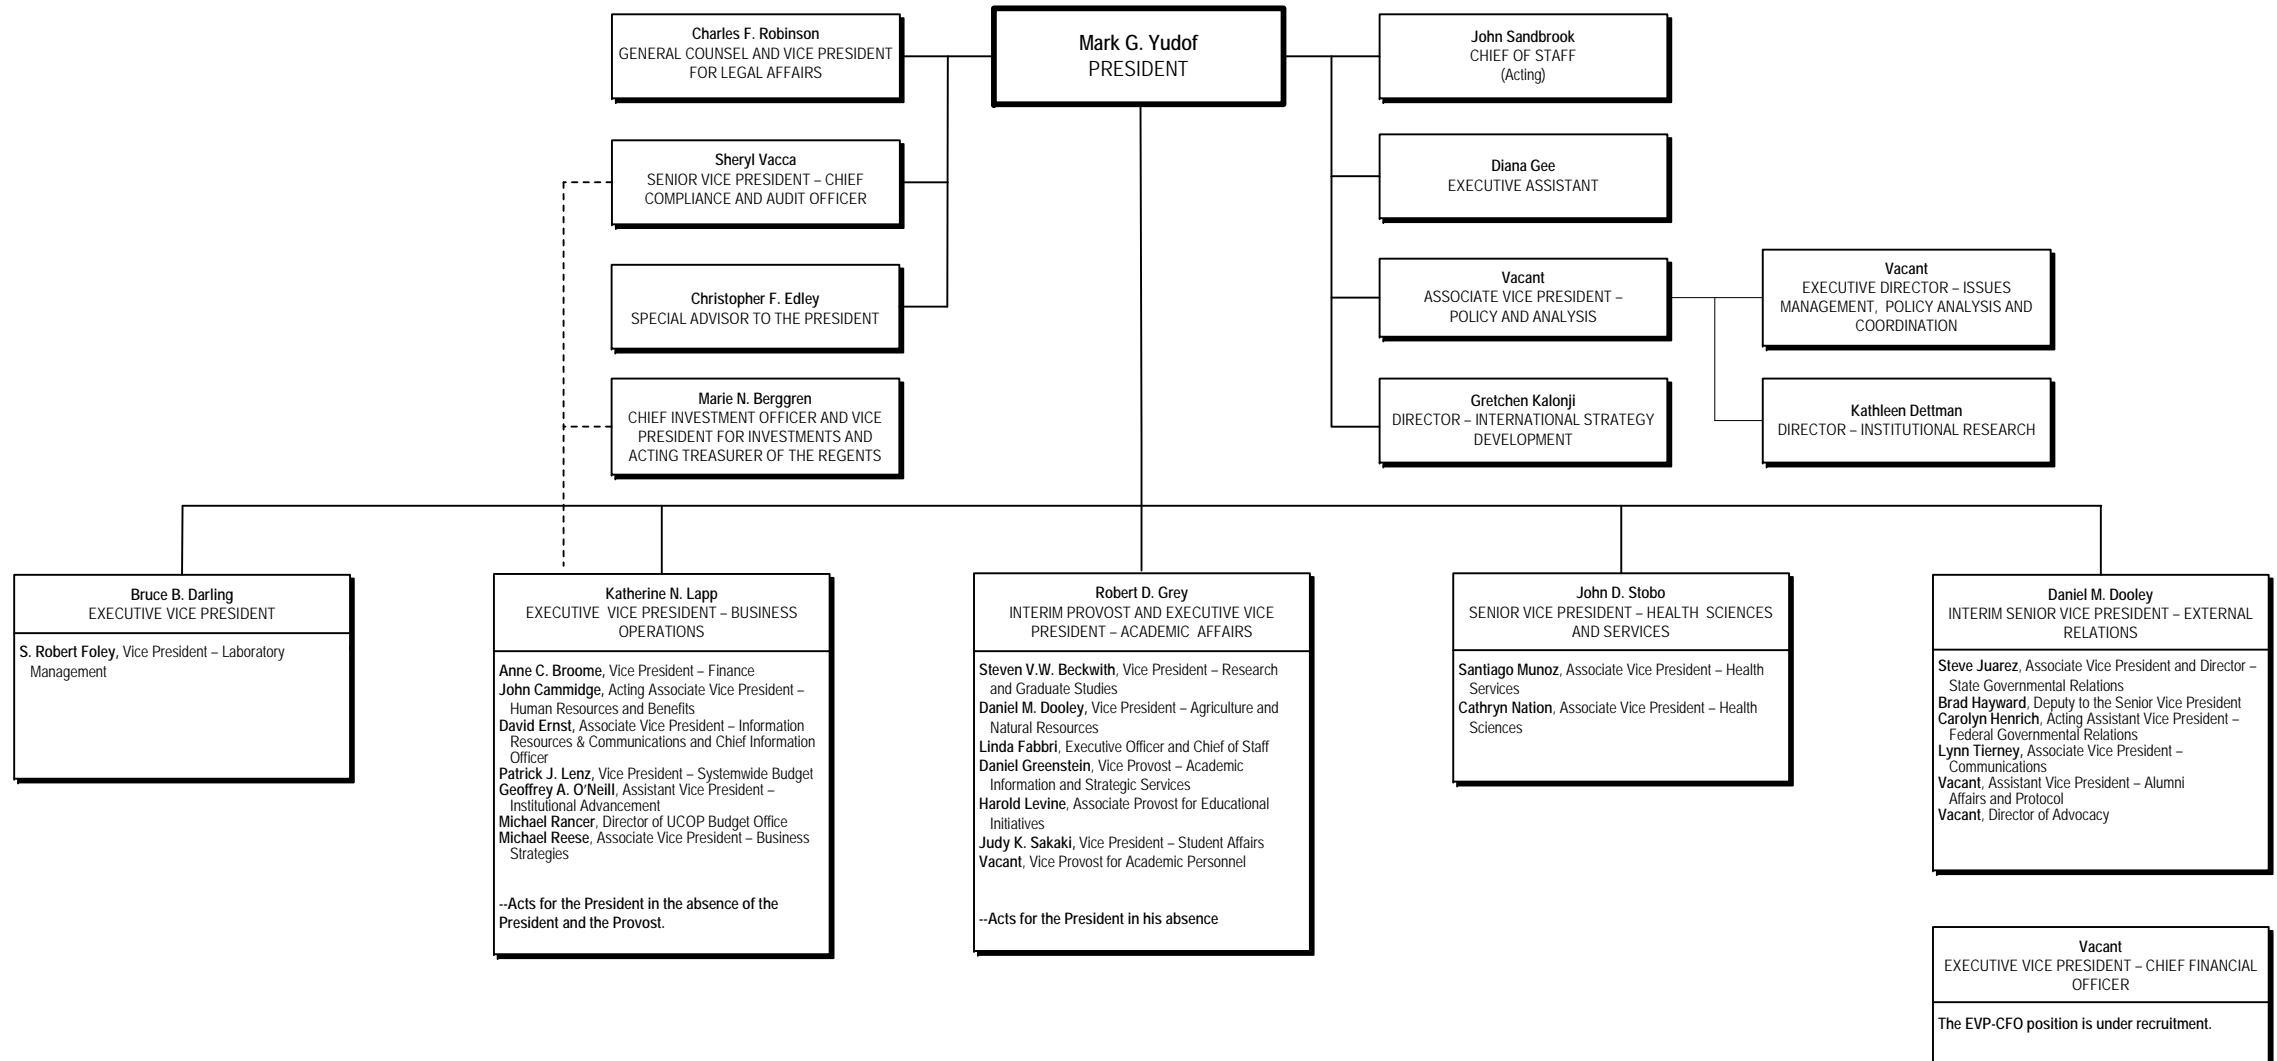 Charles F. Robinson
GENERAL COUNSEL AND VICE PRESIDENT
FOR LEGAL AFFAIRS
Mark G. Yudof
PRESIDENT
John Sandbrook
CHIEF OF STAFF
(Acting)
Sheryl Vacca
SENIOR VICE PRESIDENT – CHIEF
COMPLIANCE AND AUDIT OFFICER
Diana Gee
EXECUTIVE ASSISTANT
Christopher F. Edley
SPECIAL ADVISOR TO THE PRESIDENT
Vacant
ASSOCIATE VICE PRESIDENT –
POLICY AND ANALYSIS
Vacant
EXECUTIVE DIRECTOR – ISSUES
MANAGEMENT, POLICY ANALYSIS AND
COORDINATION
Marie N. Berggren
CHIEF INVESTMENT OFFICER AND VICE
PRESIDENT FOR INVESTMENTS AND
ACTING TREASURER OF THE REGENTS
Gretchen Kalonji
DIRECTOR – INTERNATIONAL STRATEGY
DEVELOPMENT
Kathleen Dettman
DIRECTOR – INSTITUTIONAL RESEARCH
Bruce B. Darling
EXECUTIVE VICE PRESIDENT
S. Robert Foley, Vice President – Laboratory
Management
Katherine N. Lapp
EXECUTIVE VICE PRESIDENT – BUSINESS
OPERATIONS
Anne C. Broome, Vice President – Finance
John Cammidge, Acting Associate Vice President –
Human Resources and Benefits
David Ernst, Associate Vice President – Information
Resources & Communications and Chief Information
Officer
Patrick J. Lenz, Vice President – Systemwide Budget
Geoffrey A. O'Neill, Assistant Vice President –
Institutional Advancement
Michael Rancer, Director of UCOP Budget Office
Michael Reese, Associate Vice President – Business
Strategies
--Acts for the President in the absence of the
President and the Provost.
Robert D. Grey
INTERIM PROVOST AND EXECUTIVE VICE
PRESIDENT – ACADEMIC AFFAIRS
Steven V.W. Beckwith, Vice President – Research
and Graduate Studies
Daniel M. Dooley, Vice President – Agriculture and
Natural Resources
Linda Fabbri, Executive Officer and Chief of Staff
Daniel Greenstein, Vice Provost – Academic
Information and Strategic Services
Harold Levine, Associate Provost for Educational
Initiatives
Judy K. Sakaki, Vice President – Student Affairs
Vacant, Vice Provost for Academic Personnel
--Acts for the President in his absence
John D. Stobo
SENIOR VICE PRESIDENT – HEALTH SCIENCES
AND SERVICES
Santiago Munoz, Associate Vice President – Health
Services
Cathryn Nation, Associate Vice President – Health
Sciences
Daniel M. Dooley
INTERIM SENIOR VICE PRESIDENT – EXTERNAL
RELATIONS
Steve Juarez, Associate Vice President and Director –
State Governmental Relations
Brad Hayward, Deputy to the Senior Vice President
Carolyn Henrich, Acting Assistant Vice President –
Federal Governmental Relations
Lynn Tierney, Associate Vice President –
Communications
Vacant, Assistant Vice President – Alumni
Affairs and Protocol
Vacant, Director of Advocacy
Vacant
EXECUTIVE VICE PRESIDENT – CHIEF FINANCIAL
OFFICER
The EVP-CFO position is under recruitment.